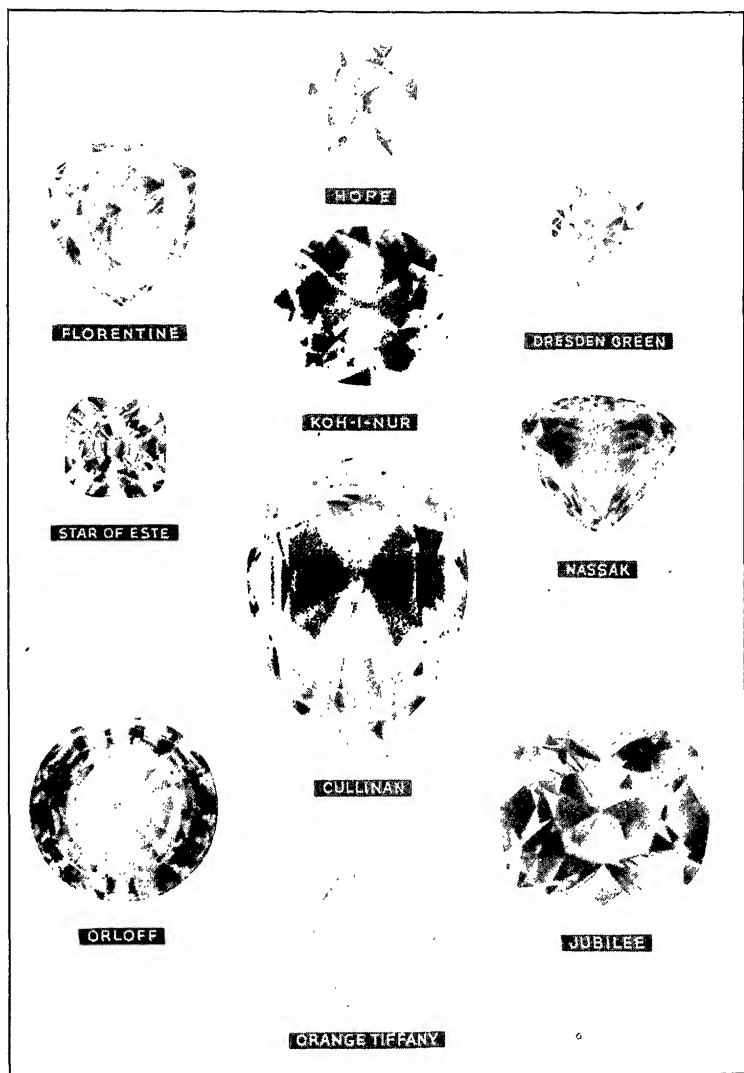 HOPE
FLORENTINE
DRESDEN GREEN
KOH-I-NUR
STAR OF ESTE
NASSAK
CULLINAN
ORLOFF
JUBILEE
ORANGE TIFFANY